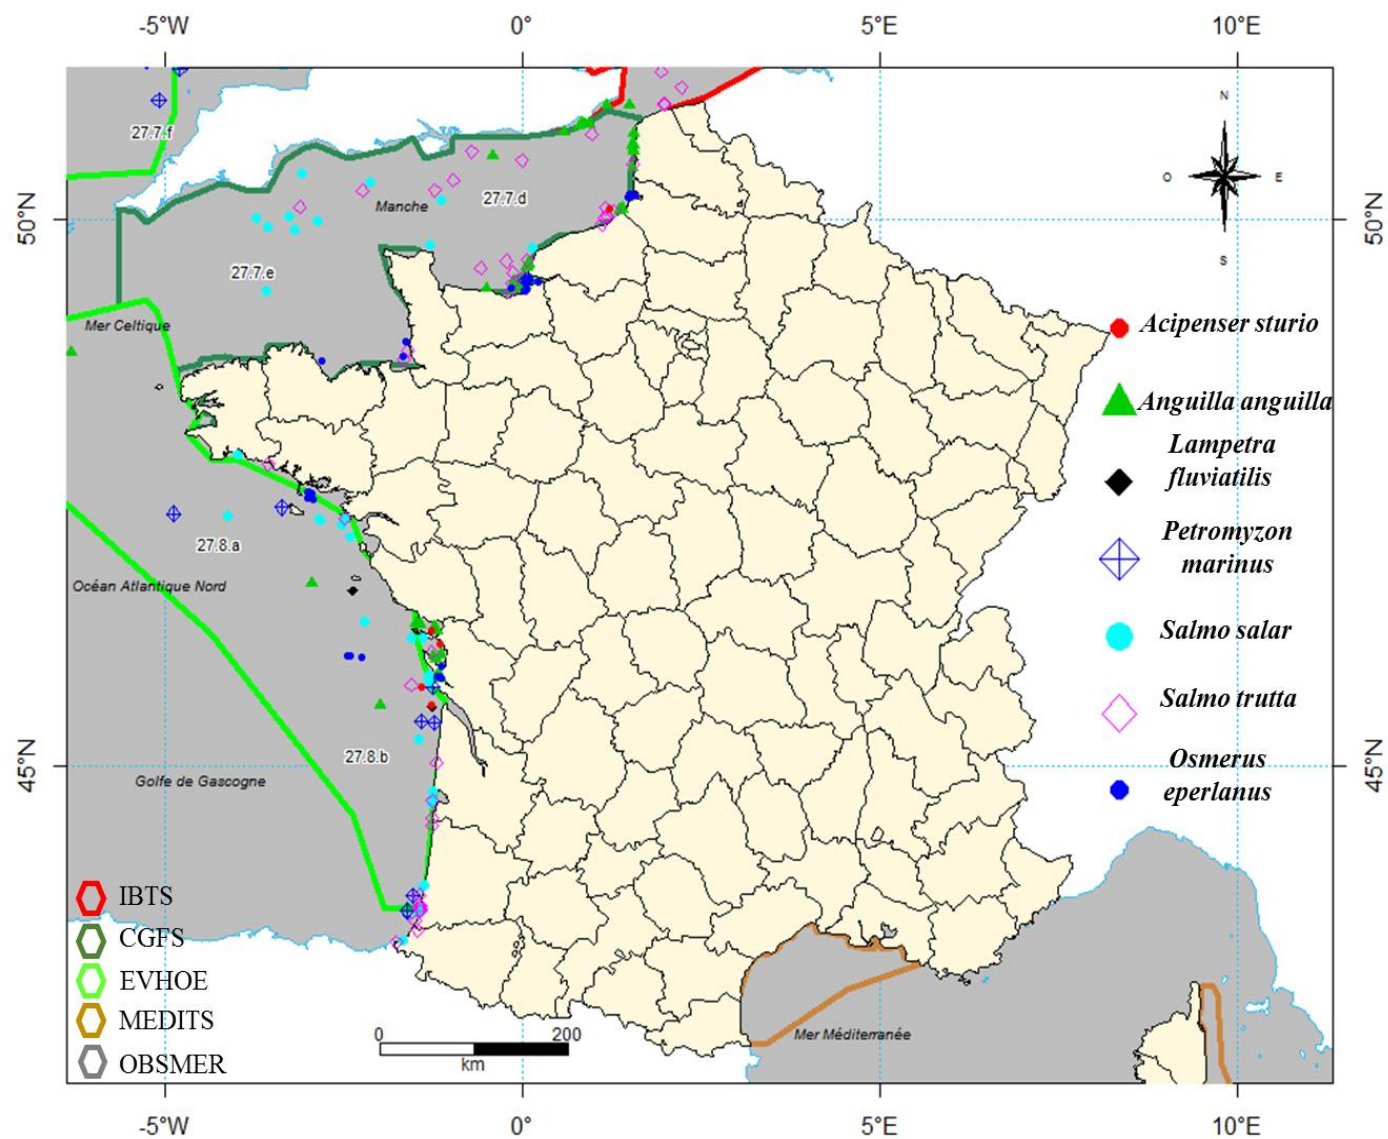 -5°W 0° 5°E 10°E
N
27.7.f
O E
Manche
27.7.d
50°N 50°N
S
27.7.e
Mer Celtique
Acipenser sturio
Anguilla anguilla
Lampetra
fluviatilis
Petromyzon
marinus
27.8.a
Océan Atlantique Nord
Salmo salar
Salmo trutta
27.8.b
Osmerus
eperlanus
45°N 45°N
Golfe de Gascogne
IBTS
CGFS
EVHOE
MEDITS
OBSMER
0 200
km
Mer Méditerranée
-5°W 0° 5°E 10°E